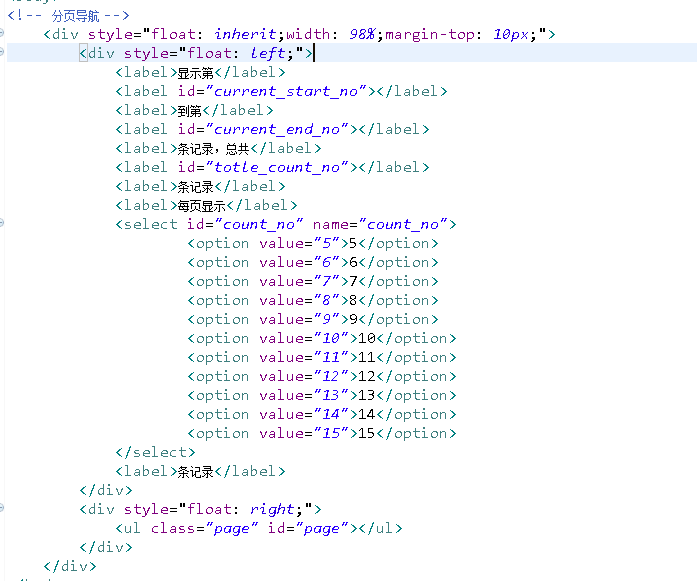 <!-- 分页导航 -->
<div style="float: inherit;width: 98%;margin-top: 10px;">
<div style="float: left;">
<label>显示第</label>
<label id="current_start_no"></label>
<label>到第</label>
<label id="current_end_no"></label>
<label>条记录，总共</label>
<label id="totle_count_no"></label>
<label>条记录</label>
<label>每页显示</label>
<select id="count_no" name="count_no">
<option value="5">5</option>
<option value="6">6</option>
<option value="7">7</option>
<option value="8">8</option>
<option value="9">9</option>
<option value="10">10</option>
<option value="11">11</option>
<option value="12">12</option>
<option value="13">13</option>
<option value="14">14</option>
<option value="15">15</option>
</select>
<label>条记录</label>
</div>
<div style="float: right;">
<ul class="page" id="page"></ul>
</div>
</div>